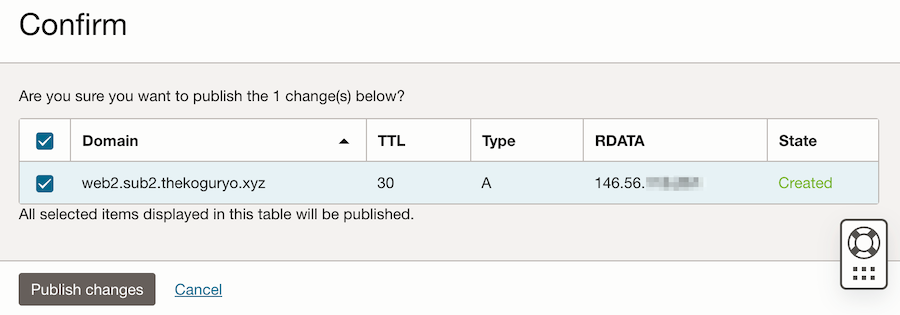 Confirm
Are you sure you want to publish the 1 change(s) below?
Domain TTL Type RDATA State
web2.sub2.thekoguryo.xyz 30 A 146.56. Created
All selected items displayed in this table will be published.
Publish changes Cancel